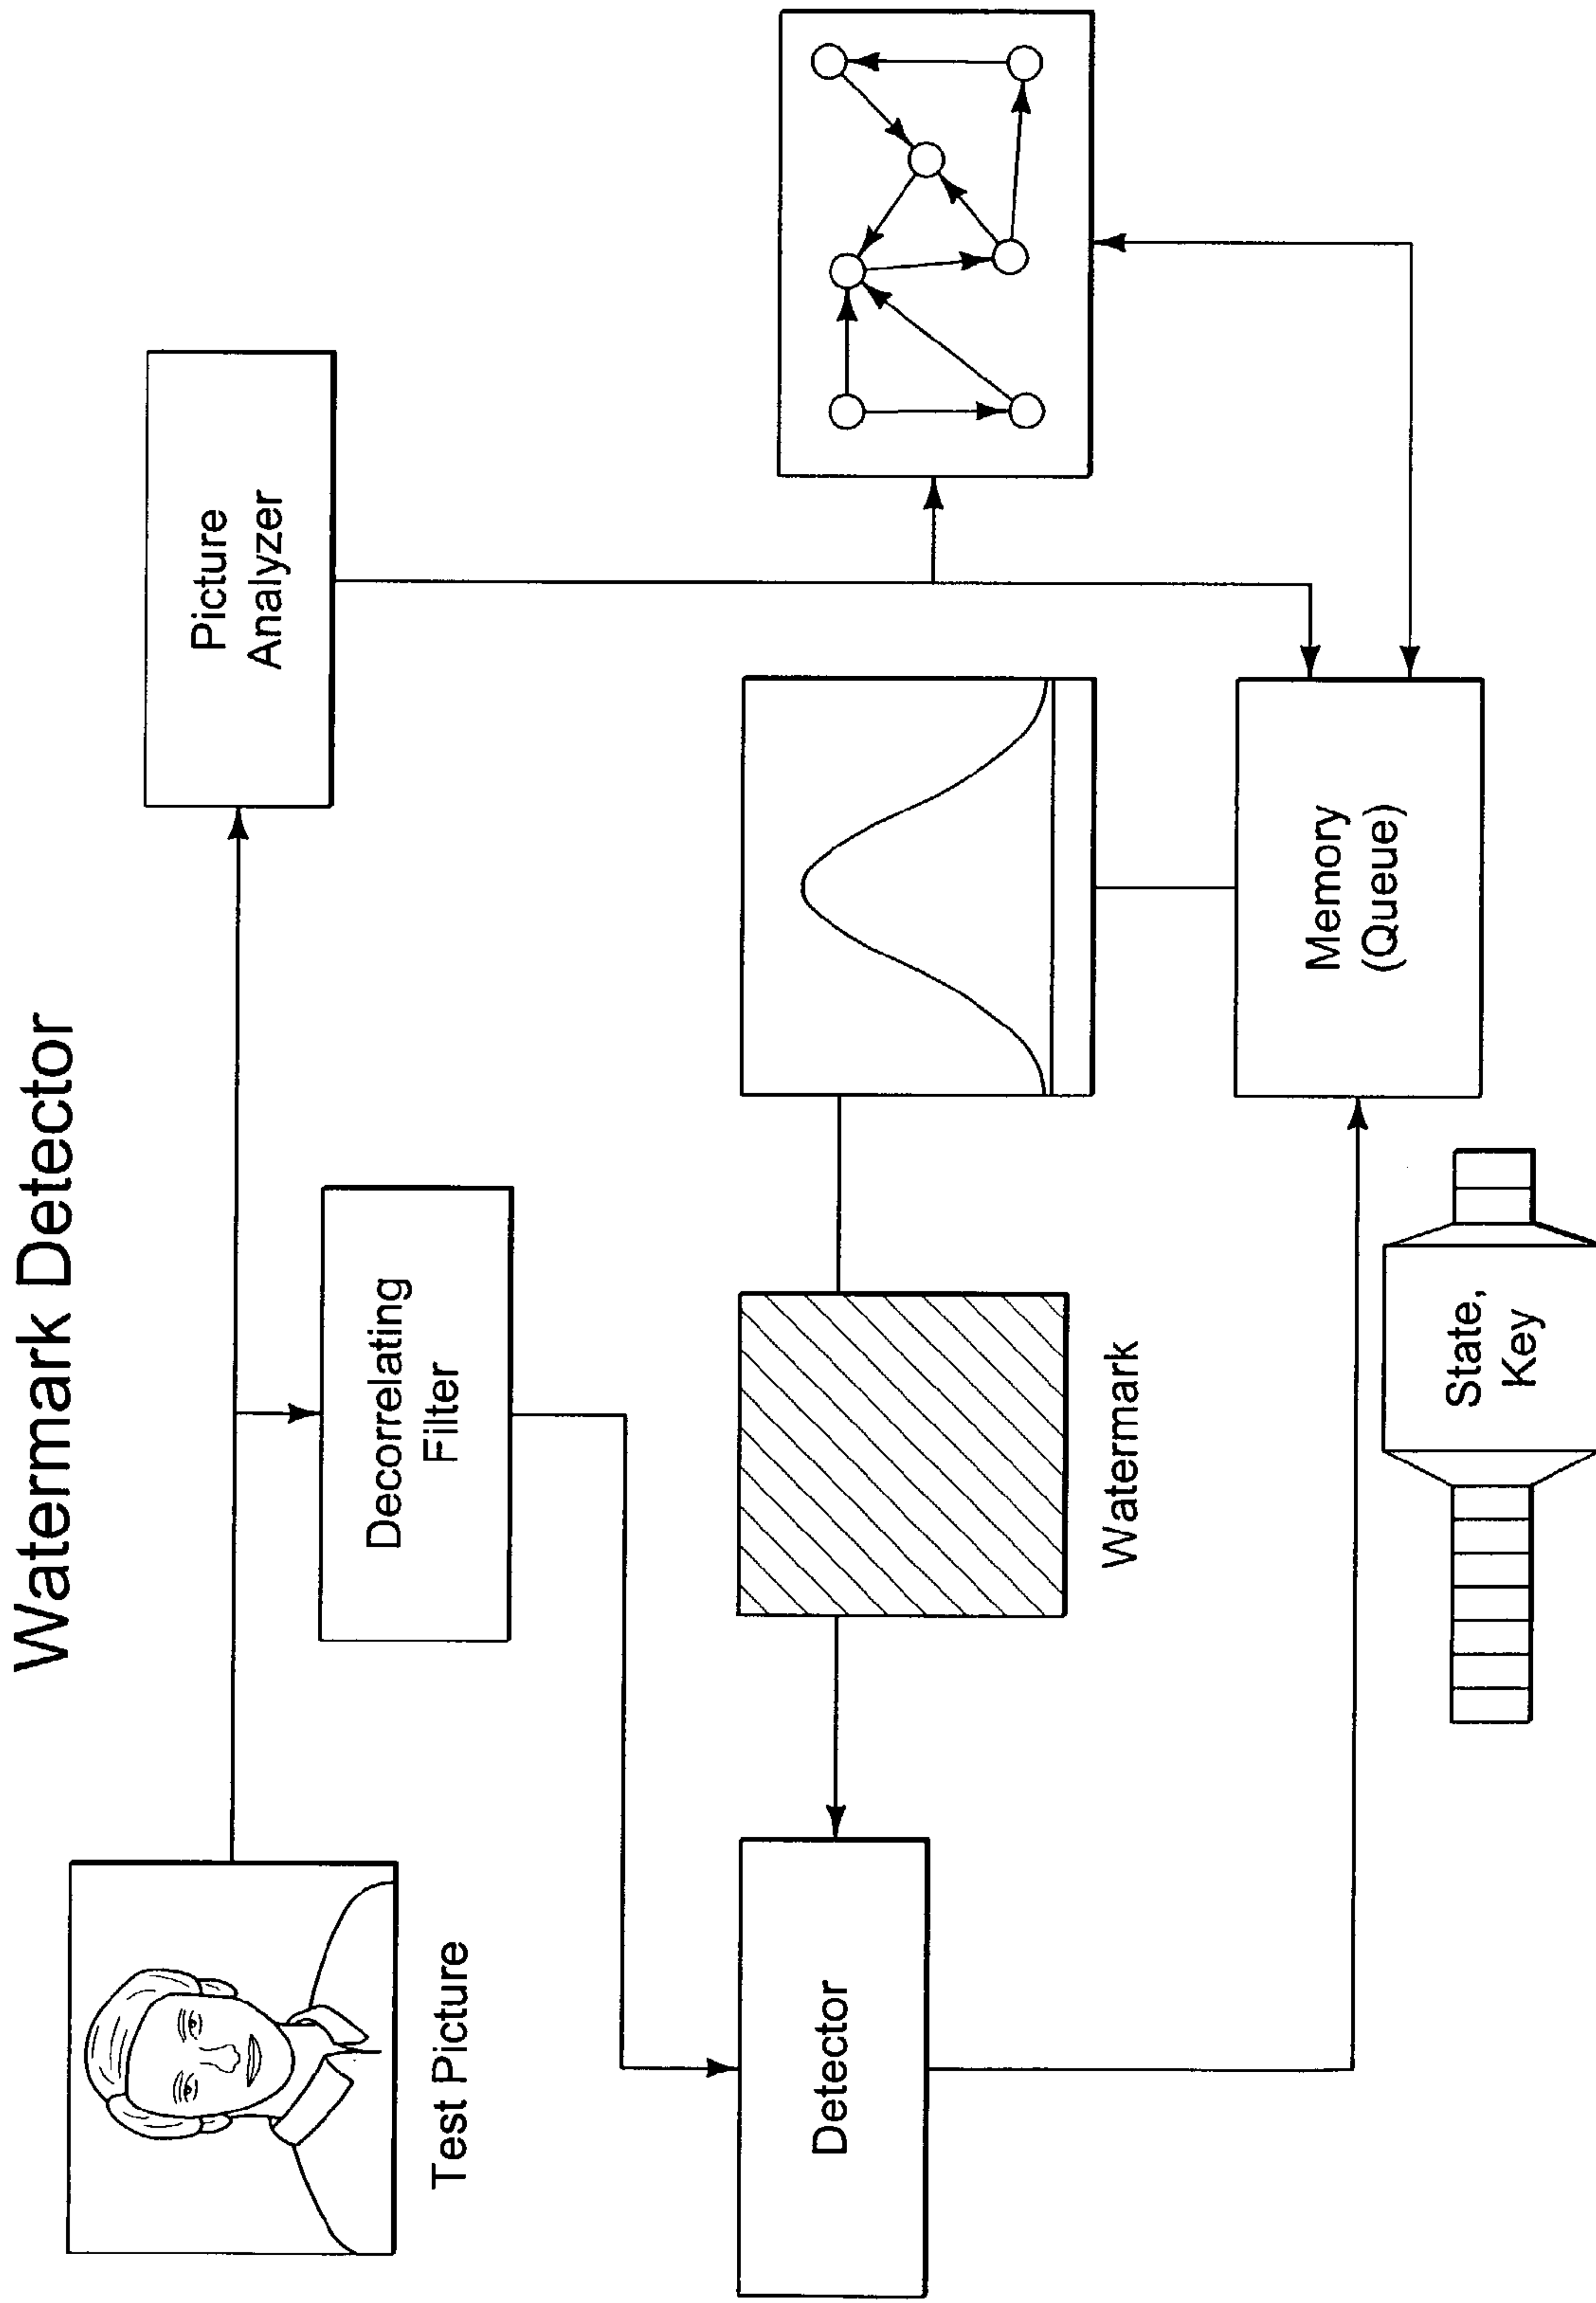 Watermark Detector
Test Picture
Decorrelating
Filter
Picture
Analyzer
Detector
Watermark
Memory
(Queue)
State,
Key